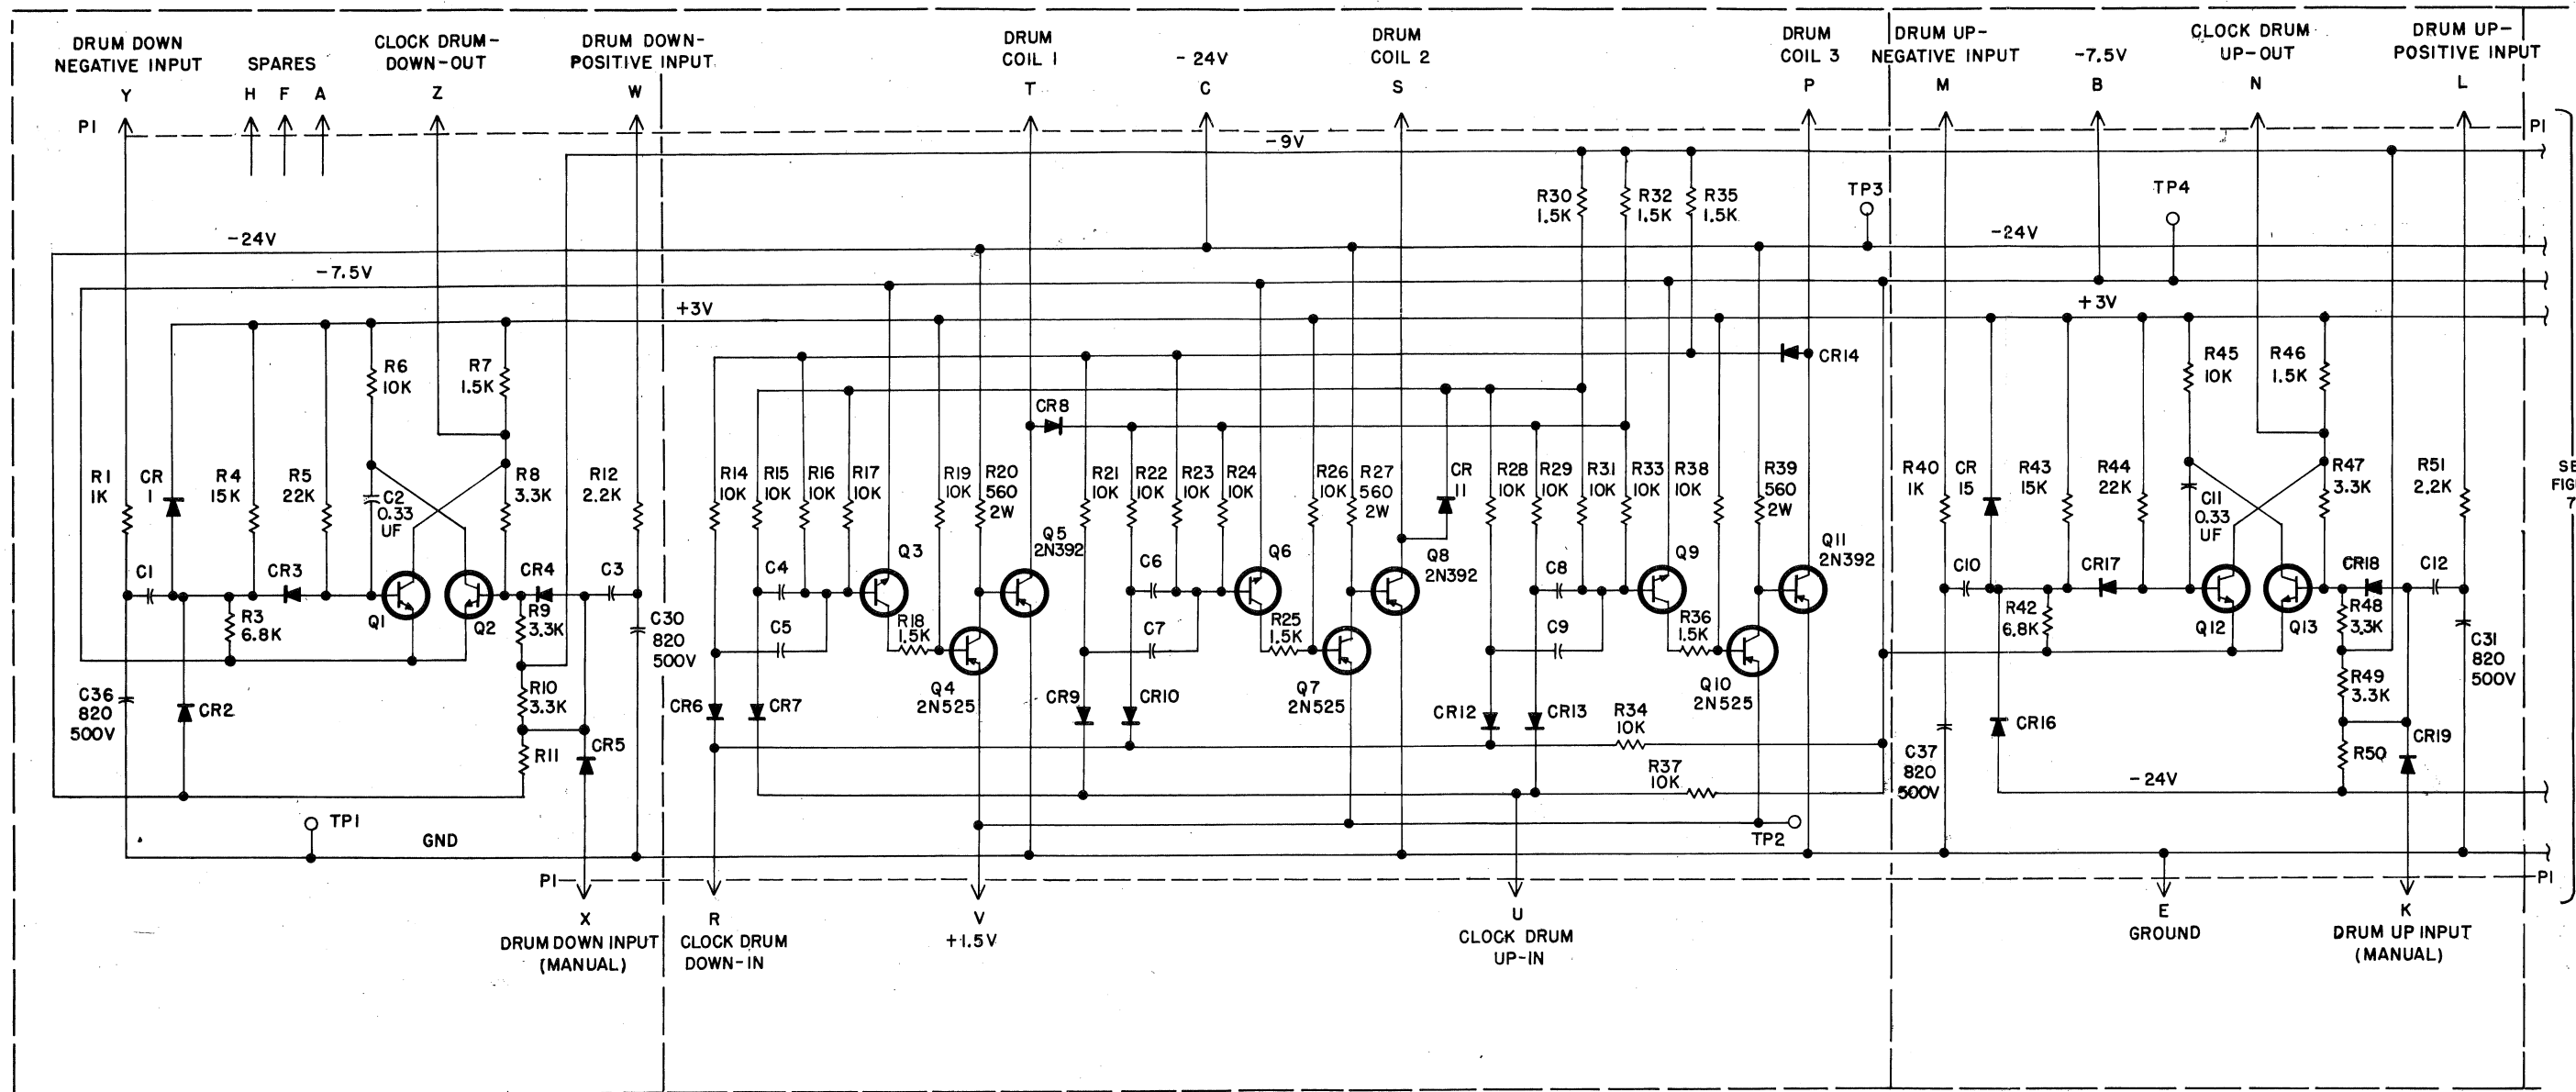 DRUM DOWN
NEGATIVE INPUT
Y
SPARES
H F A
CLOCK DRUM-
DOWN-OUT
Z
DRUM DOWN-
POSITIVE INPUT
W
DRUM
COIL 1
T
-24V
C
DRUM
COIL 2
S
DRUM
COIL 3
P
DRUM UP-
NEGATIVE INPUT
M
-7.5V
B
CLOCK DRUM
UP-OUT
N
DRUM UP-
POSITIVE INPUT
L
P1
P1
-9V
R30
1.5K
R32
1.5K
R35
1.5K
TP3
TP4
-24V
-24V
-7.5V
+3V
+3V
R6
10K
R7
1.5K
CR14
R45
10K
R46
1.5K
CR8
R1
1K
CR
1
R4
15K
R5
22K
C2
0.33
UF
R8
3.3K
R12
2.2K
R14
10K
R15
10K
R16
10K
R17
10K
R19
10K
R20
560
2W
R21
10K
R22
10K
R23
10K
R24
10K
R26
10K
R27
560
2W
CR
11
R28
10K
R29
10K
R31
10K
R33
10K
R38
10K
R39
560
2W
R40
1K
CR
15
R43
15K
R44
22K
C11
0.33
UF
R47
3.3K
R51
2.2K
SE
FIG
7
C1
CR3
Q1
Q2
CR4
C3
R3
6.8K
R9
3.3K
C30
820
500V
C4
C5
Q3
R18
1.5K
Q5
2N392
Q4
2N525
C6
C7
Q6
R25
1.5K
Q7
2N525
Q8
2N392
C8
C9
Q9
R36
1.5K
Q10
2N525
Q11
2N392
C10
R42
6.8K
CR17
Q12
Q13
CR18
C12
R48
3.3K
C31
820
500V
C36
820
500V
CR2
R10
3.3K
R11
CR5
CR6
CR7
CR9
CR10
CR12
CR13
R34
10K
R37
10K
C37
820
500V
CR16
R49
3.3K
R50
CR19
-24V
TP1
GND
TP2
P1
P1
X
DRUM DOWN INPUT
(MANUAL)
R
CLOCK DRUM
DOWN-IN
V
+1.5V
U
CLOCK DRUM
UP-IN
E
GROUND
K
DRUM UP INPUT
(MANUAL)